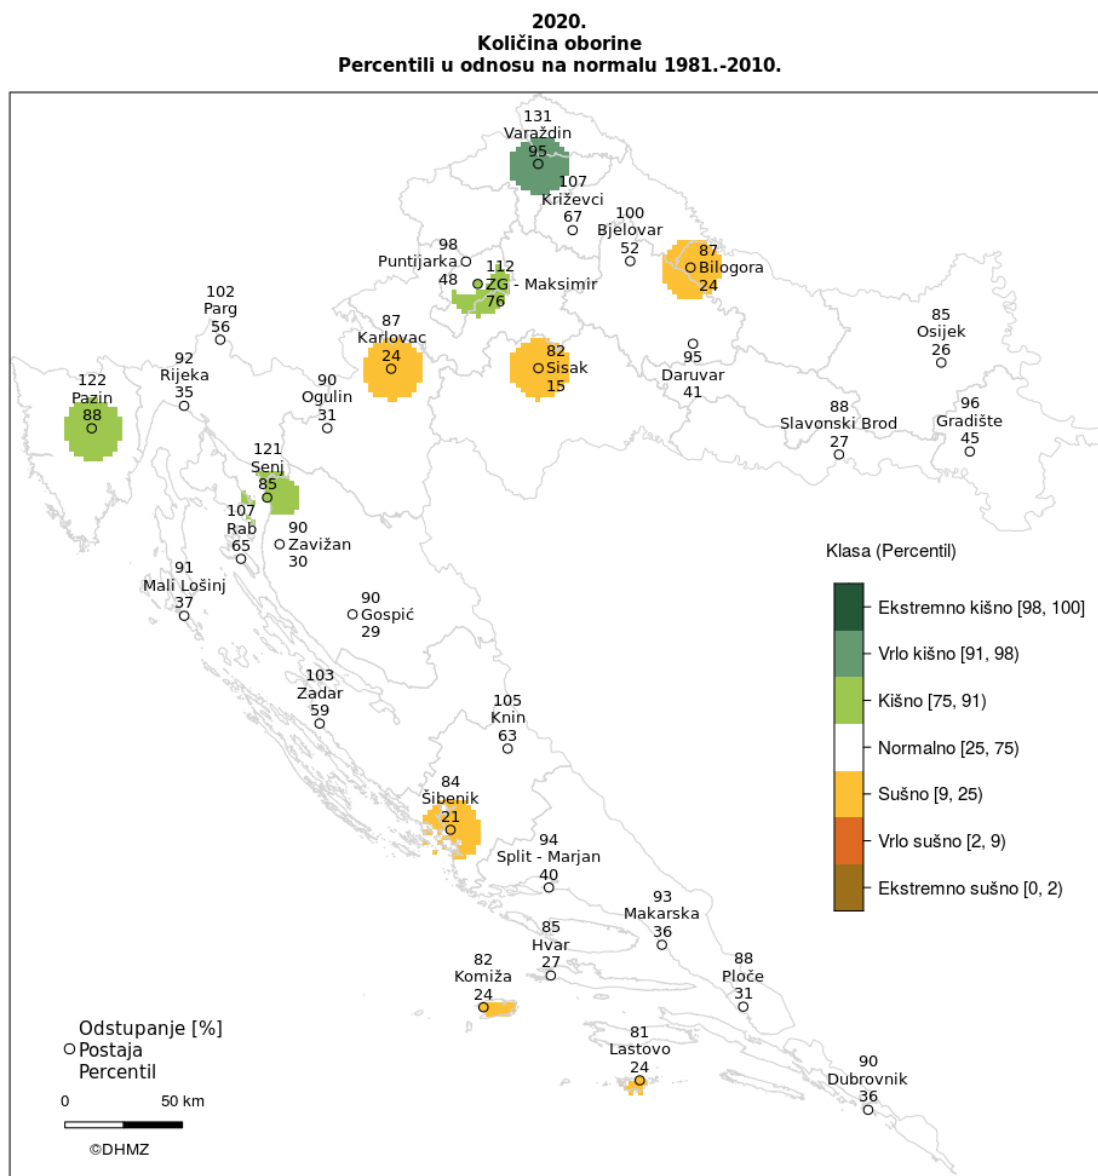 2020.
Količina oborine
Percentili u odnosu na normalu 1981.-2010.
131
Varaždin
95
107
Križevci
67
100
Bjelovar
52
98
Puntijarka
48
112
ZG - Maksimir
76
87
Bilogora
24
102
Parg
56
87
Karlovac
24
82
Sisak
15
95
Daruvar
41
85
Osijek
26
92
Rijeka
35
90
Ogulin
31
122
Pazin
88
88
Slavonski Brod
27
96
Gradište
45
121
Senj
85
107
Rab
65
90
Zavižan
30
91
Mali Lošinj
37
90
Gospić
29
103
Zadar
59
105
Knin
63
84
Šibenik
21
94
Split - Marjan
40
93
Makarska
36
85
Hvar
27
82
Komiža
24
88
Ploče
31
81
Lastovo
24
90
Dubrovnik
36
Klasa (Percentil)
Ekstremno kišno [98, 100]
Vrlo kišno [91, 98)
Kišno [75, 91)
Normalno [25, 75)
Sušno [9, 25)
Vrlo sušno [2, 9)
Ekstremno sušno [0, 2)
Odstupanje [%]
Postaja
Percentil
0 50 km
©DHMZ